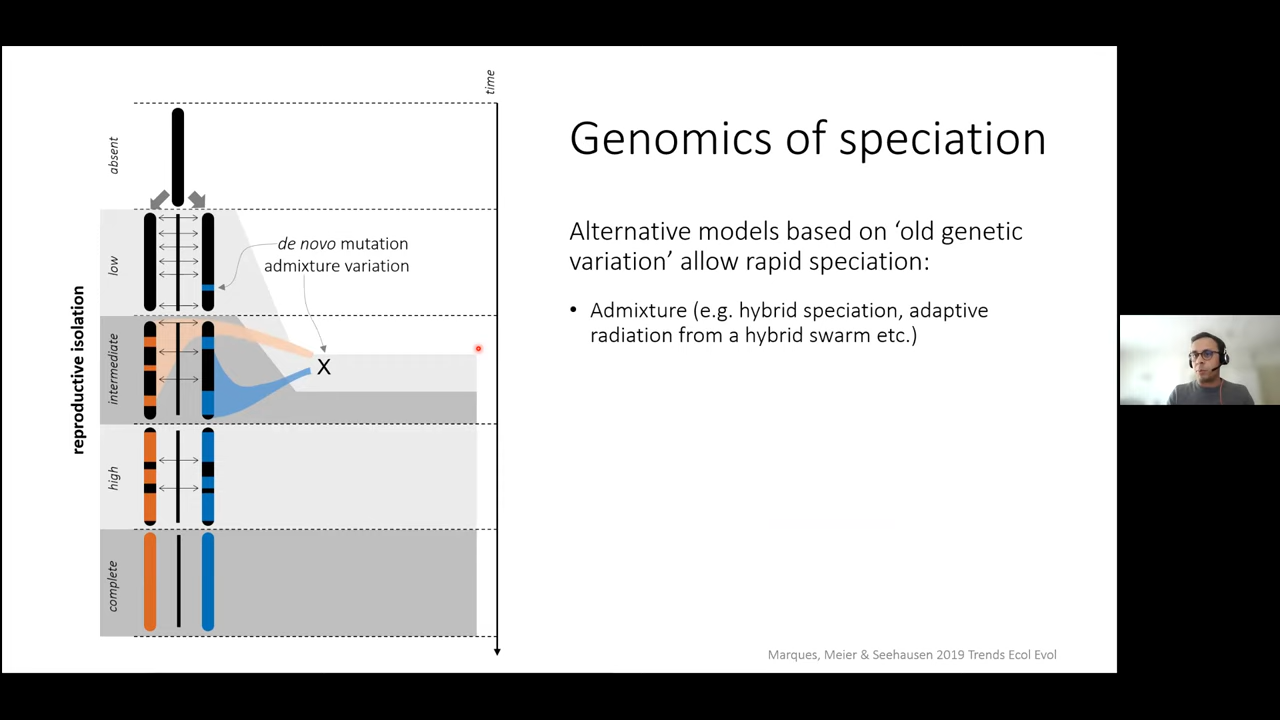 Genomics of speciation
Alternative models based on ‘old genetic
variation’ allow rapid speciation:
• Admixture (e.g. hybrid speciation, adaptive
radiation from a hybrid swarm etc.)
time
reproductive isolation
absent
low
intermediate
high
complete
de novo mutation
admixture variation
X
Marques, Meier & Seehausen 2019 Trends Ecol Evol